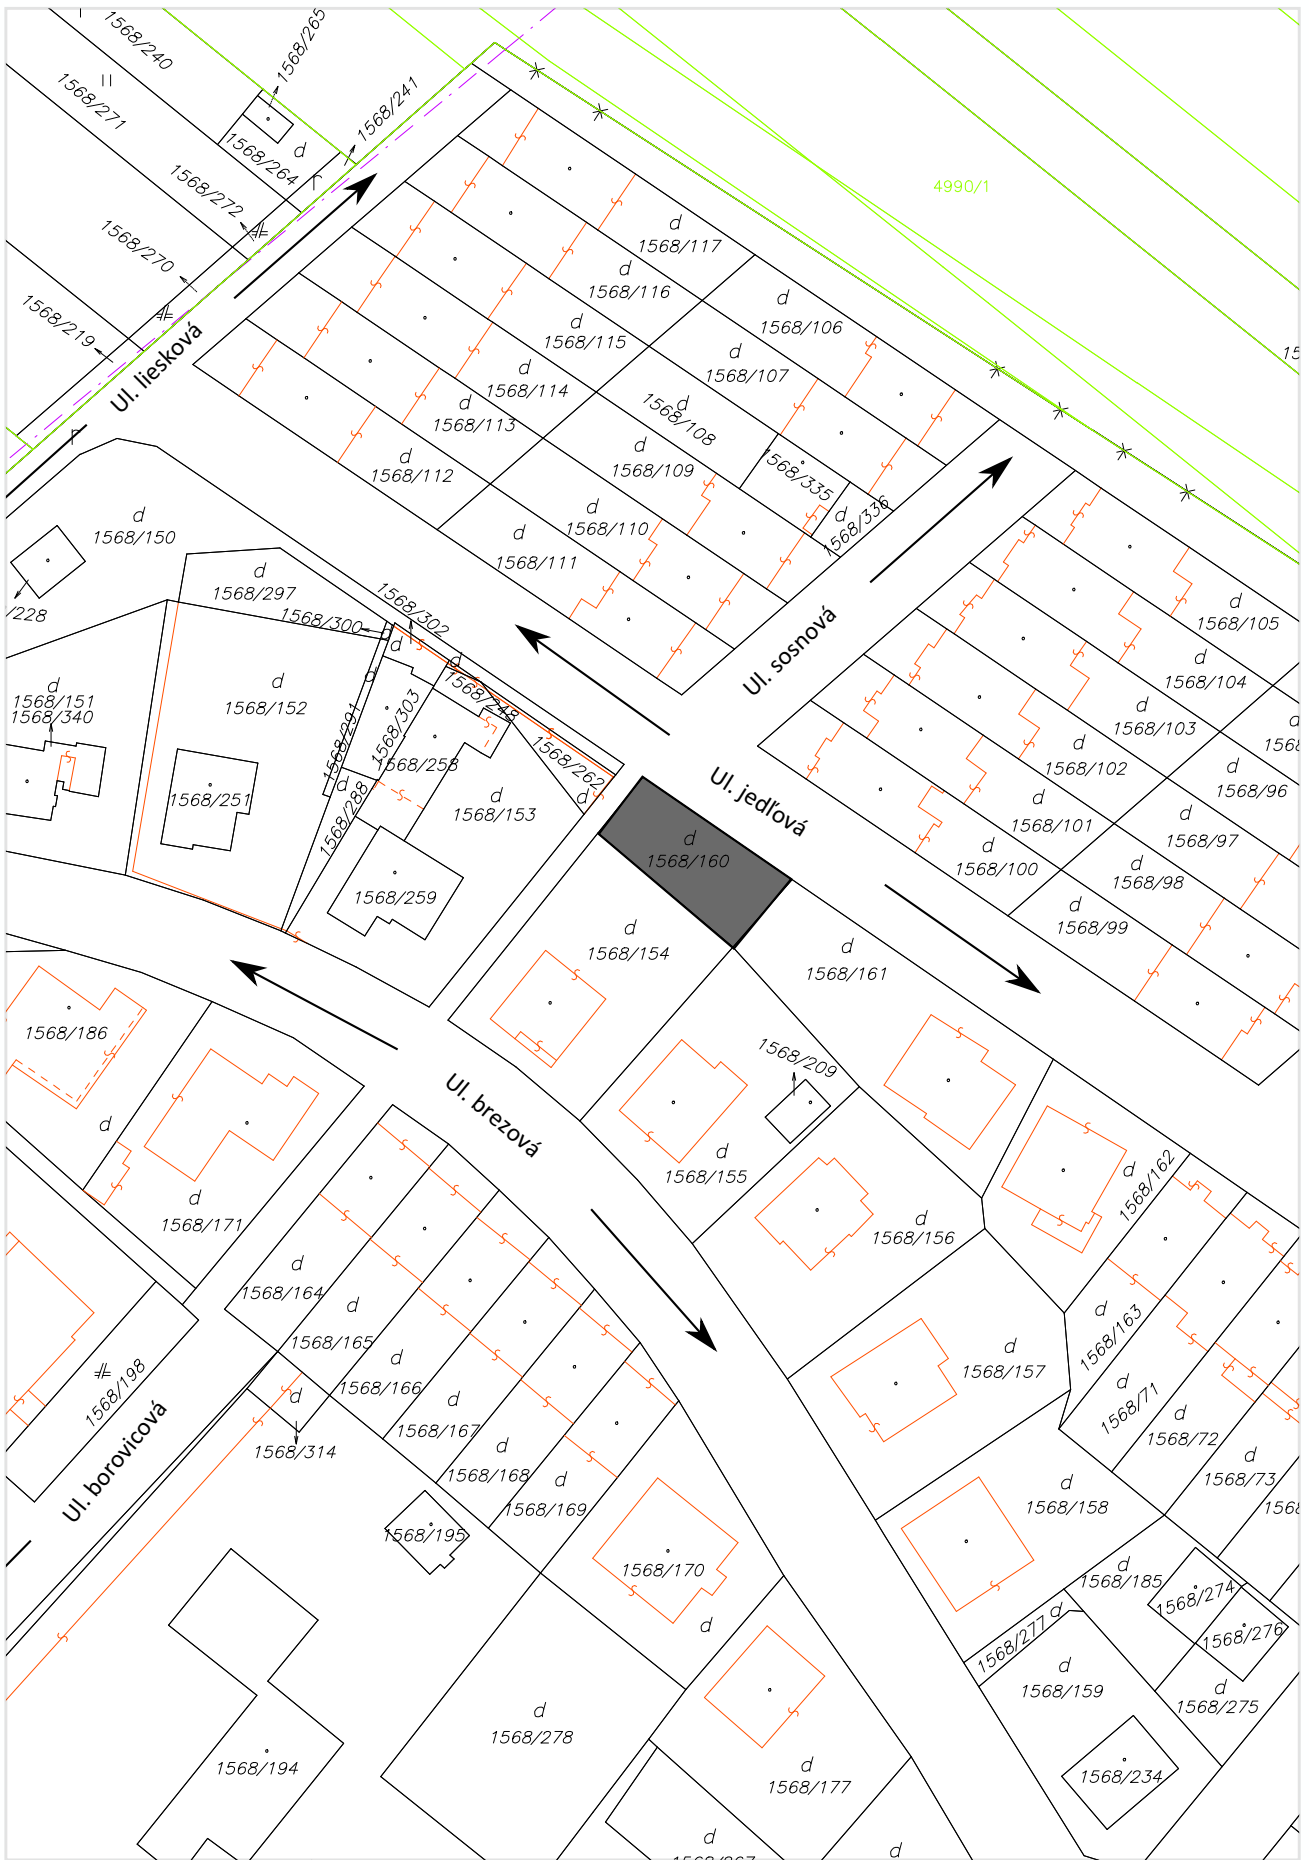 1568/240
1568/265
1568/271
1568/241
1568/264
d
1568/272
4990/1
1568/270
d
1568/117
1568/219
d
1568/116
d
1568/106
Ul. liesková
d
1568/115
d
1568/107
d
1568/114
d
1568/108
d
1568/113
d
1568/109
1568/335
d
1568/112
d
1568/336
d
1568/150
d
1568/110
d
1568/111
d
1568/297
1568/302
1568/300
/228
d
1568/105
Ul. sosnová
d
1568/104
d
1568/151
1568/340
d
1568/152
d
d
d
1568/248
1568/291
1568/303
d
1568/103
1568/258
1568/262
d
d
1568/102
d
1568/96
Ul. jedľová
1568/251
d
1568/288
d
1568/153
d
1568/101
d
1568/97
d
1568/160
d
1568/100
d
1568/98
1568/259
d
1568/99
d
1568/154
d
1568/161
1568/186
1568/209
Ul. brezová
d
d
1568/155
d
1568/162
d
1568/171
d
1568/156
d
1568/164
d
1568/165
d
1568/163
d
1568/157
d
1568/166
1568/198
d
1568/167
d
1568/71
d
1568/72
Ul. borovicová
d
1568/314
d
1568/168
d
1568/73
d
1568/169
d
1568/158
1568/195
1568/170
d
d
1568/185
1568/274
1568/276
1568/277
d
d
1568/159
d
1568/275
d
1568/278
1568/194
d
1568/177
1568/234
d
d